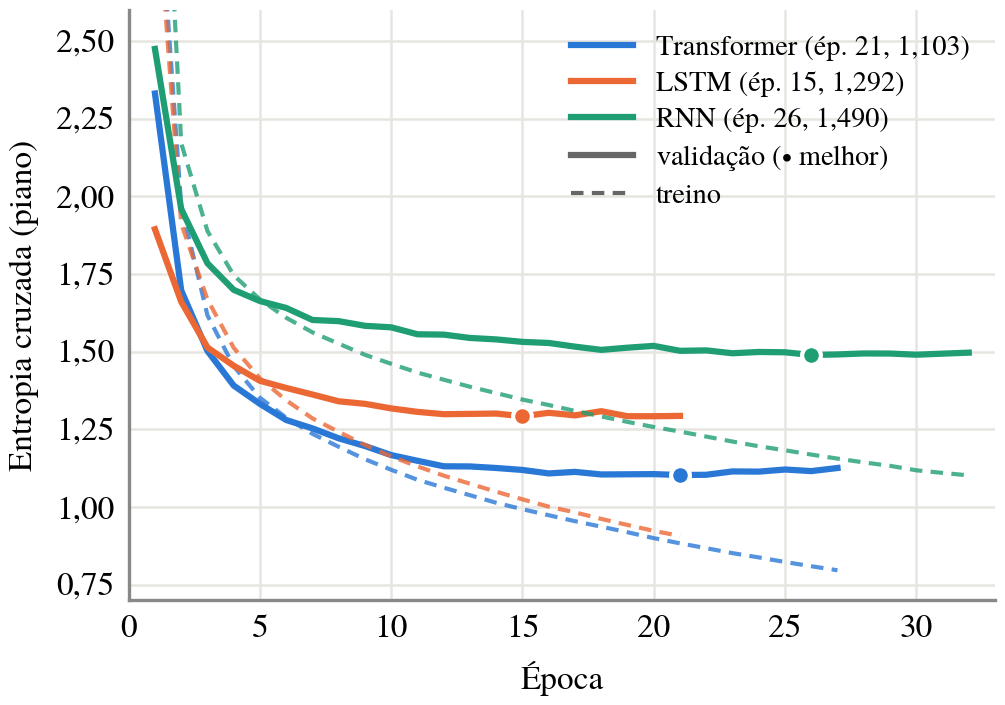 2,50
2,25
2,00
1,75
1,50
1,25
1,00
0,75
Entropia cruzada (piano)
Transformer (ép. 21, 1,103)
LSTM (ép. 15, 1,292)
RNN (ép. 26, 1,490)
validação (• melhor)
treino
0 5 10 15 20 25 30
Época